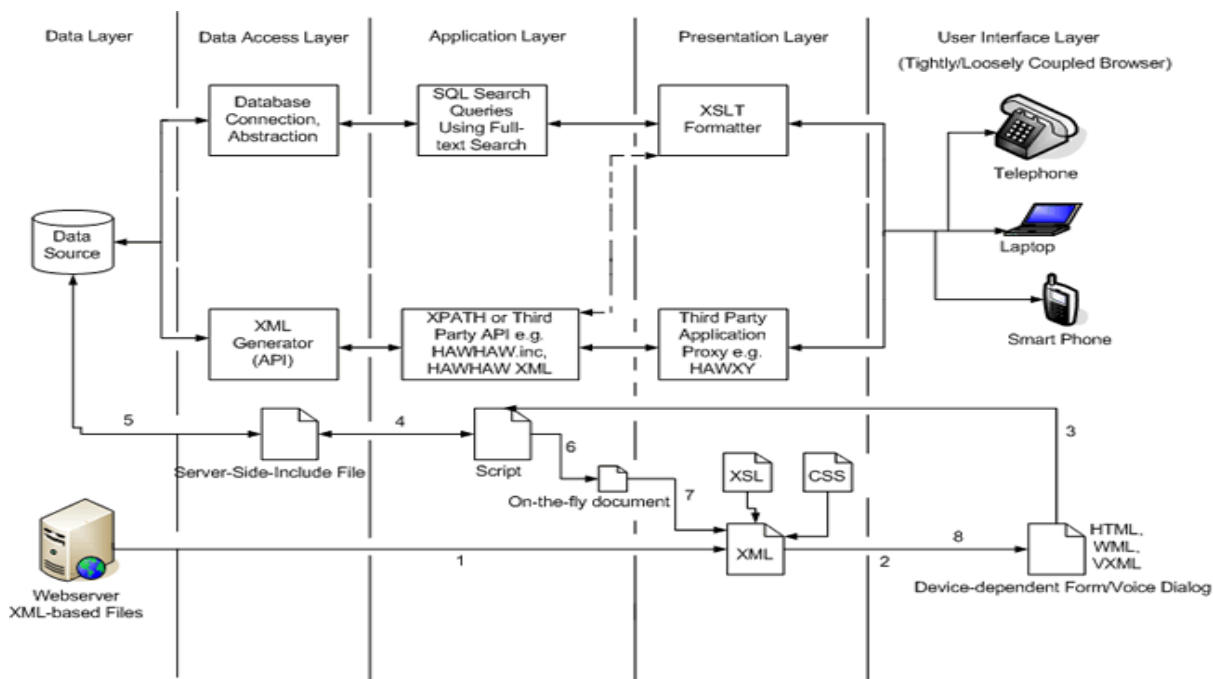 Data Layer
Data Access Layer
Application Layer
Presentation Layer
User Interface Layer
(Tightly/Loosely Coupled Browser)
Database
Connection,
Abstraction
SQL Search
Queries
Using Full-
text Search
XSLT
Formatter
Telephone
Laptop
Smart Phone
Data
Source
XML
Generator
(API)
XPATH or Third
Party API e.g.
HAWHAW.inc,
HAWHAW XML
Third Party
Application
Proxy e.g.
HAWXY
5
4
3
Server-Side-Include File
Script
6
On-the-fly document
7
XSL
CSS
XML
1
2
8
HTML,
WML,
VXML
Device-dependent Form/Voice Dialog
Webserver
XML-based Files